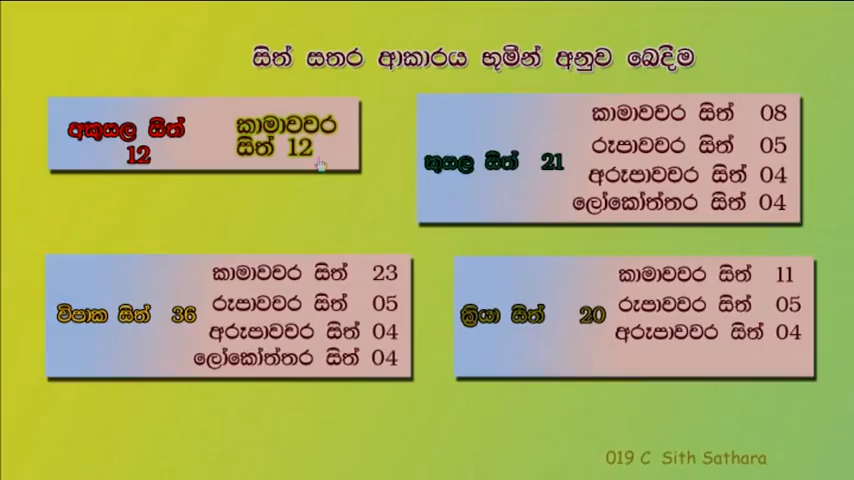 සිත් සතර ආකාරය භූමීන් අනුව බෙදීම
අකුසල සිත්
12
කාමාවචර
සිත් 12
කුසල සිත් 21
කාමාවචර සිත් 08
රූපාවචර සිත් 05
අරූපාවචර සිත් 04
ලෝකෝත්තර සිත් 04
විපාක සිත් 36
කාමාවචර සිත් 23
රූපාවචර සිත් 05
අරූපාවචර සිත් 04
ලෝකෝත්තර සිත් 04
ක්‍රියා සිත් 20
කාමාවචර සිත් 11
රූපාවචර සිත් 05
අරූපාවචර සිත් 04
019 C Sith Sathara